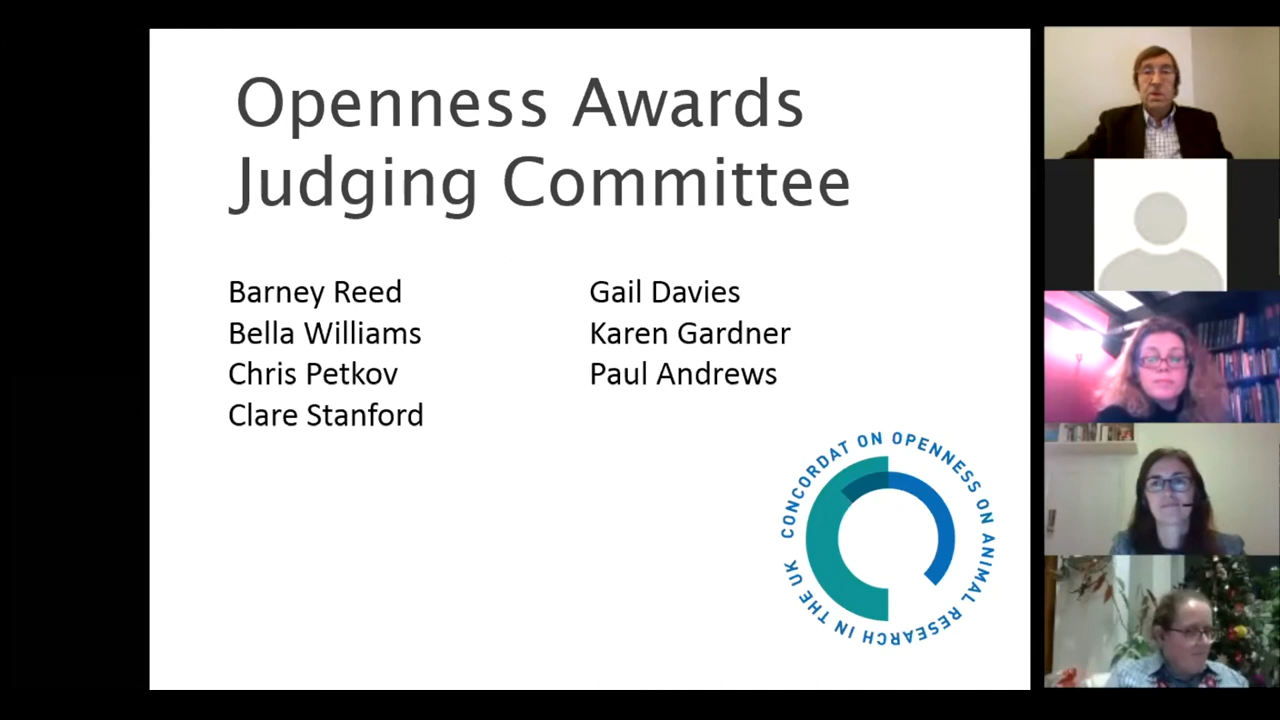 Openness Awards
Judging Committee
Barney Reed
Bella Williams
Chris Petkov
Clare Stanford
Gail Davies
Karen Gardner
Paul Andrews
CONCORDAT ON OPENNESS ON ANIMAL RESEARCH IN THE UK